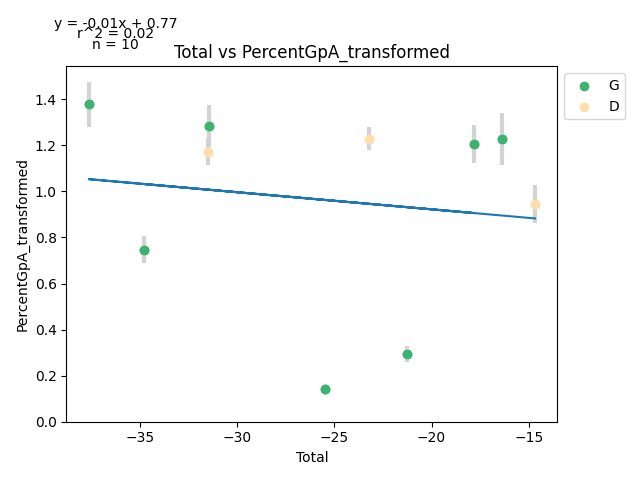 y = -0.01x + 0.77
r^2 = 0.02
n = 10
Total vs PercentGpA_transformed
G
D
PercentGpA_transformed
1.4
1.2
1.0
0.8
0.6
0.4
0.2
0.0
−35
−30
−25
−20
−15
Total